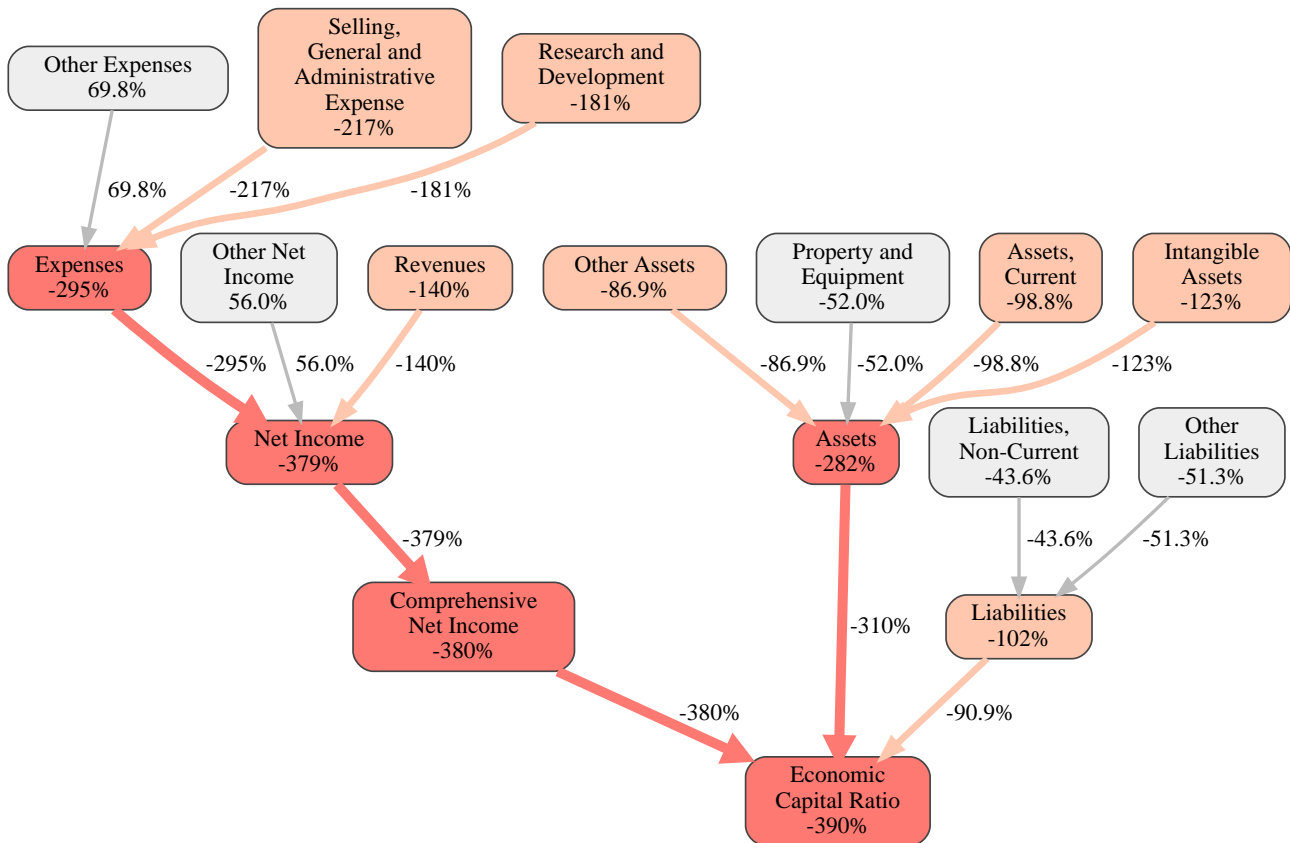 Other Expenses
69.8%
Selling,
General and
Administrative
Expense
-217%
Research and
Development
-181%
69.8%
-217%
-181%
Expenses
-295%
Other Net
Income
56.0%
Revenues
-140%
Other Assets
-86.9%
Property and
Equipment
-52.0%
Assets,
Current
-98.8%
Intangible
Assets
-123%
-295%
56.0%
-140%
-86.9%
-52.0%
-98.8%
-123%
Net Income
-379%
Assets
-282%
Liabilities,
Non-Current
-43.6%
Other
Liabilities
-51.3%
-379%
-43.6%
-51.3%
Comprehensive
Net Income
-380%
-310%
Liabilities
-102%
-380%
-90.9%
Economic
Capital Ratio
-390%